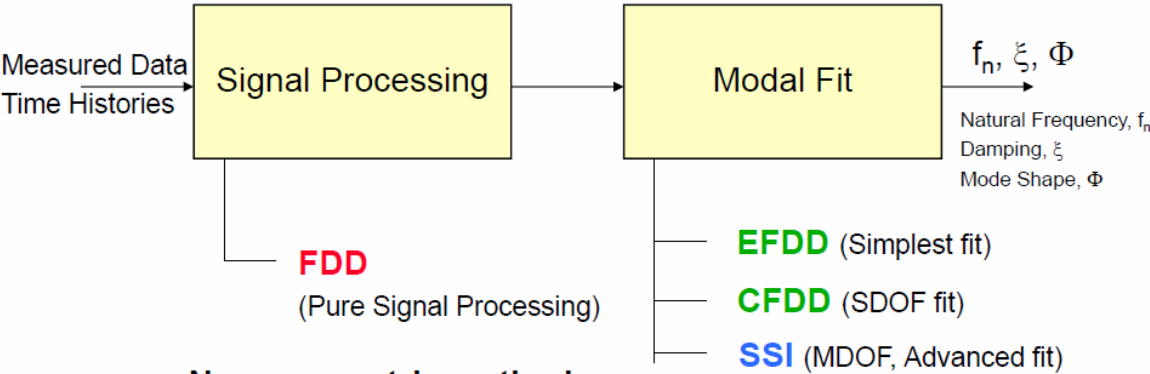 Measured Data
Time Histories
Signal Processing
Modal Fit
fn, ξ, Φ
Natural Frequency, fn
Damping, ξ
Mode Shape, Φ
FDD
(Pure Signal Processing)
EFDD (Simplest fit)
CFDD (SDOF fit)
SSI (MDOF, Advanced fit)